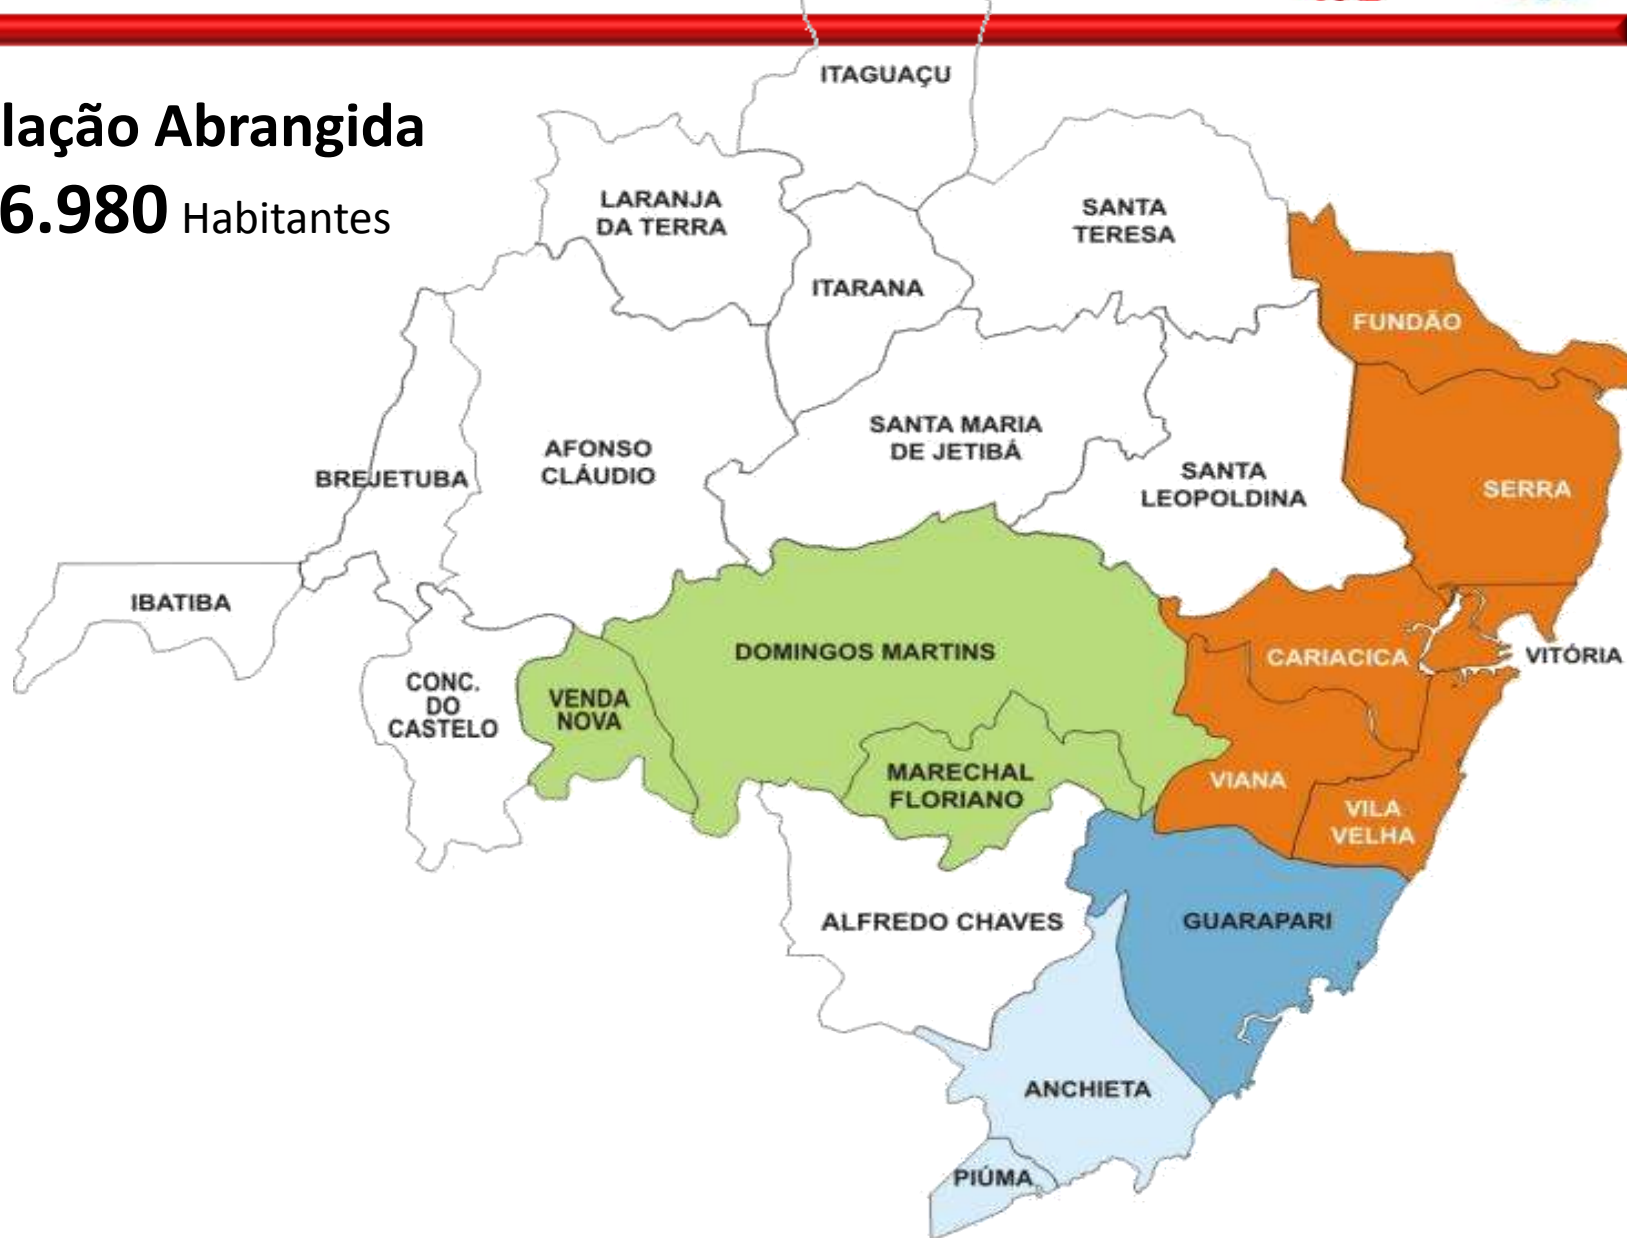 ITAGUAÇU
lação Abrangida
6.980 Habitantes
LARANJA
DA TERRA
SANTA
TERESA
ITARANA
FUNDÃO
SANTA MARIA
DE JETIBÁ
AFONSO
CLÁUDIO
BREJETUBA
SANTA
LEOPOLDINA
SERRA
IBATIBA
DOMINGOS MARTINS
CARIACICA
VITÓRIA
CONC.
DO
CASTELO
VENDA
NOVA
MARECHAL
FLORIANO
VIANA
VILA
VELHA
ALFREDO CHAVES
GUARAPARI
ANCHIETA
PIÚMA